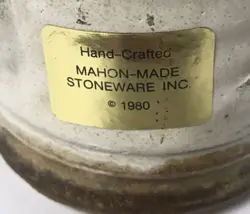 Hand-Crafted
MAHON-MADE
STONEWARE INC.
© 1980